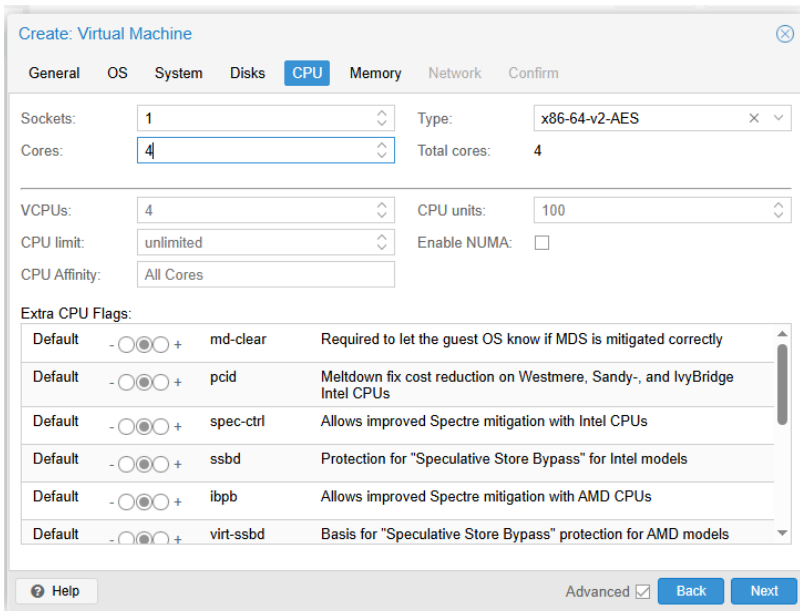 Create: Virtual Machine
General OS System Disks CPU Memory Network Confirm
Sockets: 1 Type: x86-64-v2-AES
Cores: 4 Total cores: 4
VCPUs: 4 CPU units: 100
CPU limit: unlimited Enable NUMA:
CPU Affinity: All Cores
Extra CPU Flags:
Default - + md-clear Required to let the guest OS know if MDS is mitigated correctly
Default - + pcid Meltdown fix cost reduction on Westmere, Sandy-, and IvyBridge
Intel CPUs
Default - + spec-ctrl Allows improved Spectre mitigation with Intel CPUs
Default - + ssbd Protection for "Speculative Store Bypass" for Intel models
Default - + ibpb Allows improved Spectre mitigation with AMD CPUs
Default - + virt-ssbd Basis for "Speculative Store Bypass" protection for AMD models
Help Advanced Back Next